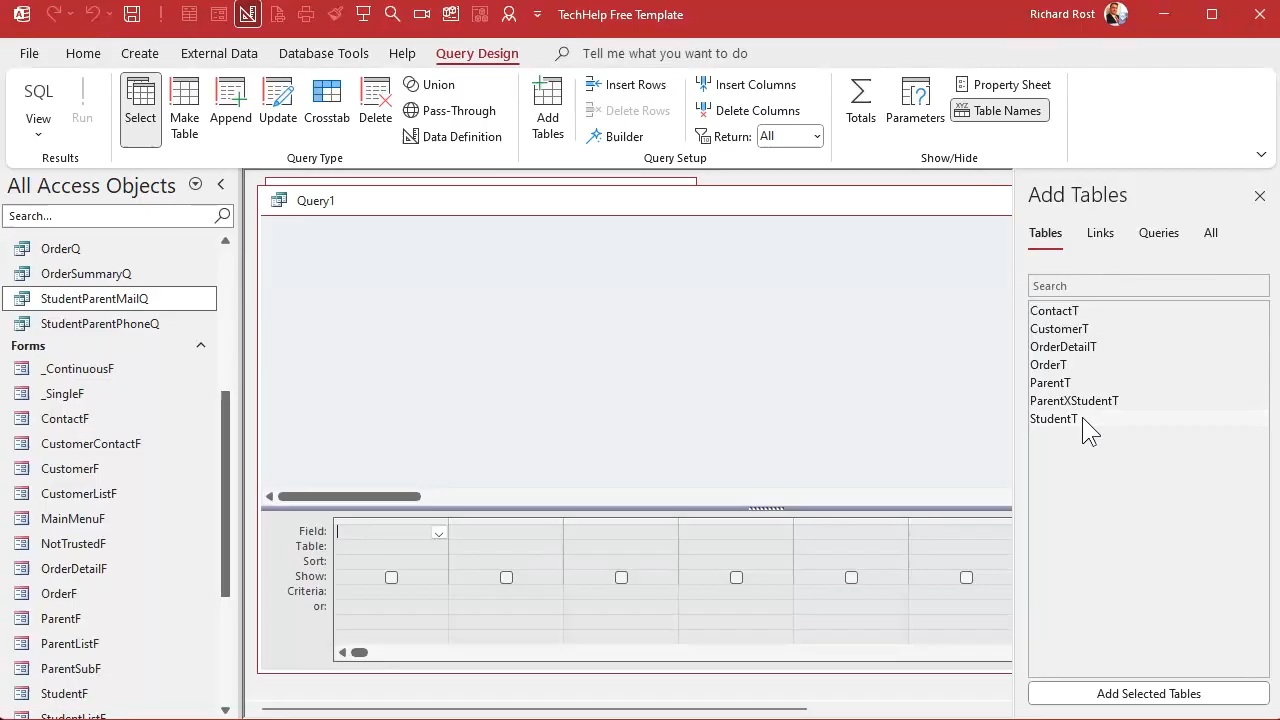 TechHelp Free Template
Richard Rost
File Home Create External Data Database Tools Help Query Design Tell me what you want to do
SQL
View
Run
Results
Select
Make
Table
Append
Update
Crosstab
Delete
Union
Pass-Through
Data Definition
Query Type
Add
Tables
Insert Rows
Delete Rows
Builder
Insert Columns
Delete Columns
Return: All
Query Setup
Totals
Parameters
Property Sheet
XYZ Table Names
Show/Hide
All Access Objects
Search...
OrderQ
OrderSummaryQ
StudentParentMailQ
StudentParentPhoneQ
Forms
_ContinuousF
_SingleF
ContactF
CustomerContactF
CustomerF
CustomerListF
MainMenuF
NotTrustedF
OrderDetailF
OrderF
ParentF
ParentListF
ParentSubF
StudentF
StudentListF
Query1
Field:
Table:
Sort:
Show:
Criteria:
or:
Add Tables
Tables Links Queries All
Search
ContactT
CustomerT
OrderDetailT
OrderT
ParentT
ParentXStudentT
StudentT
Add Selected Tables